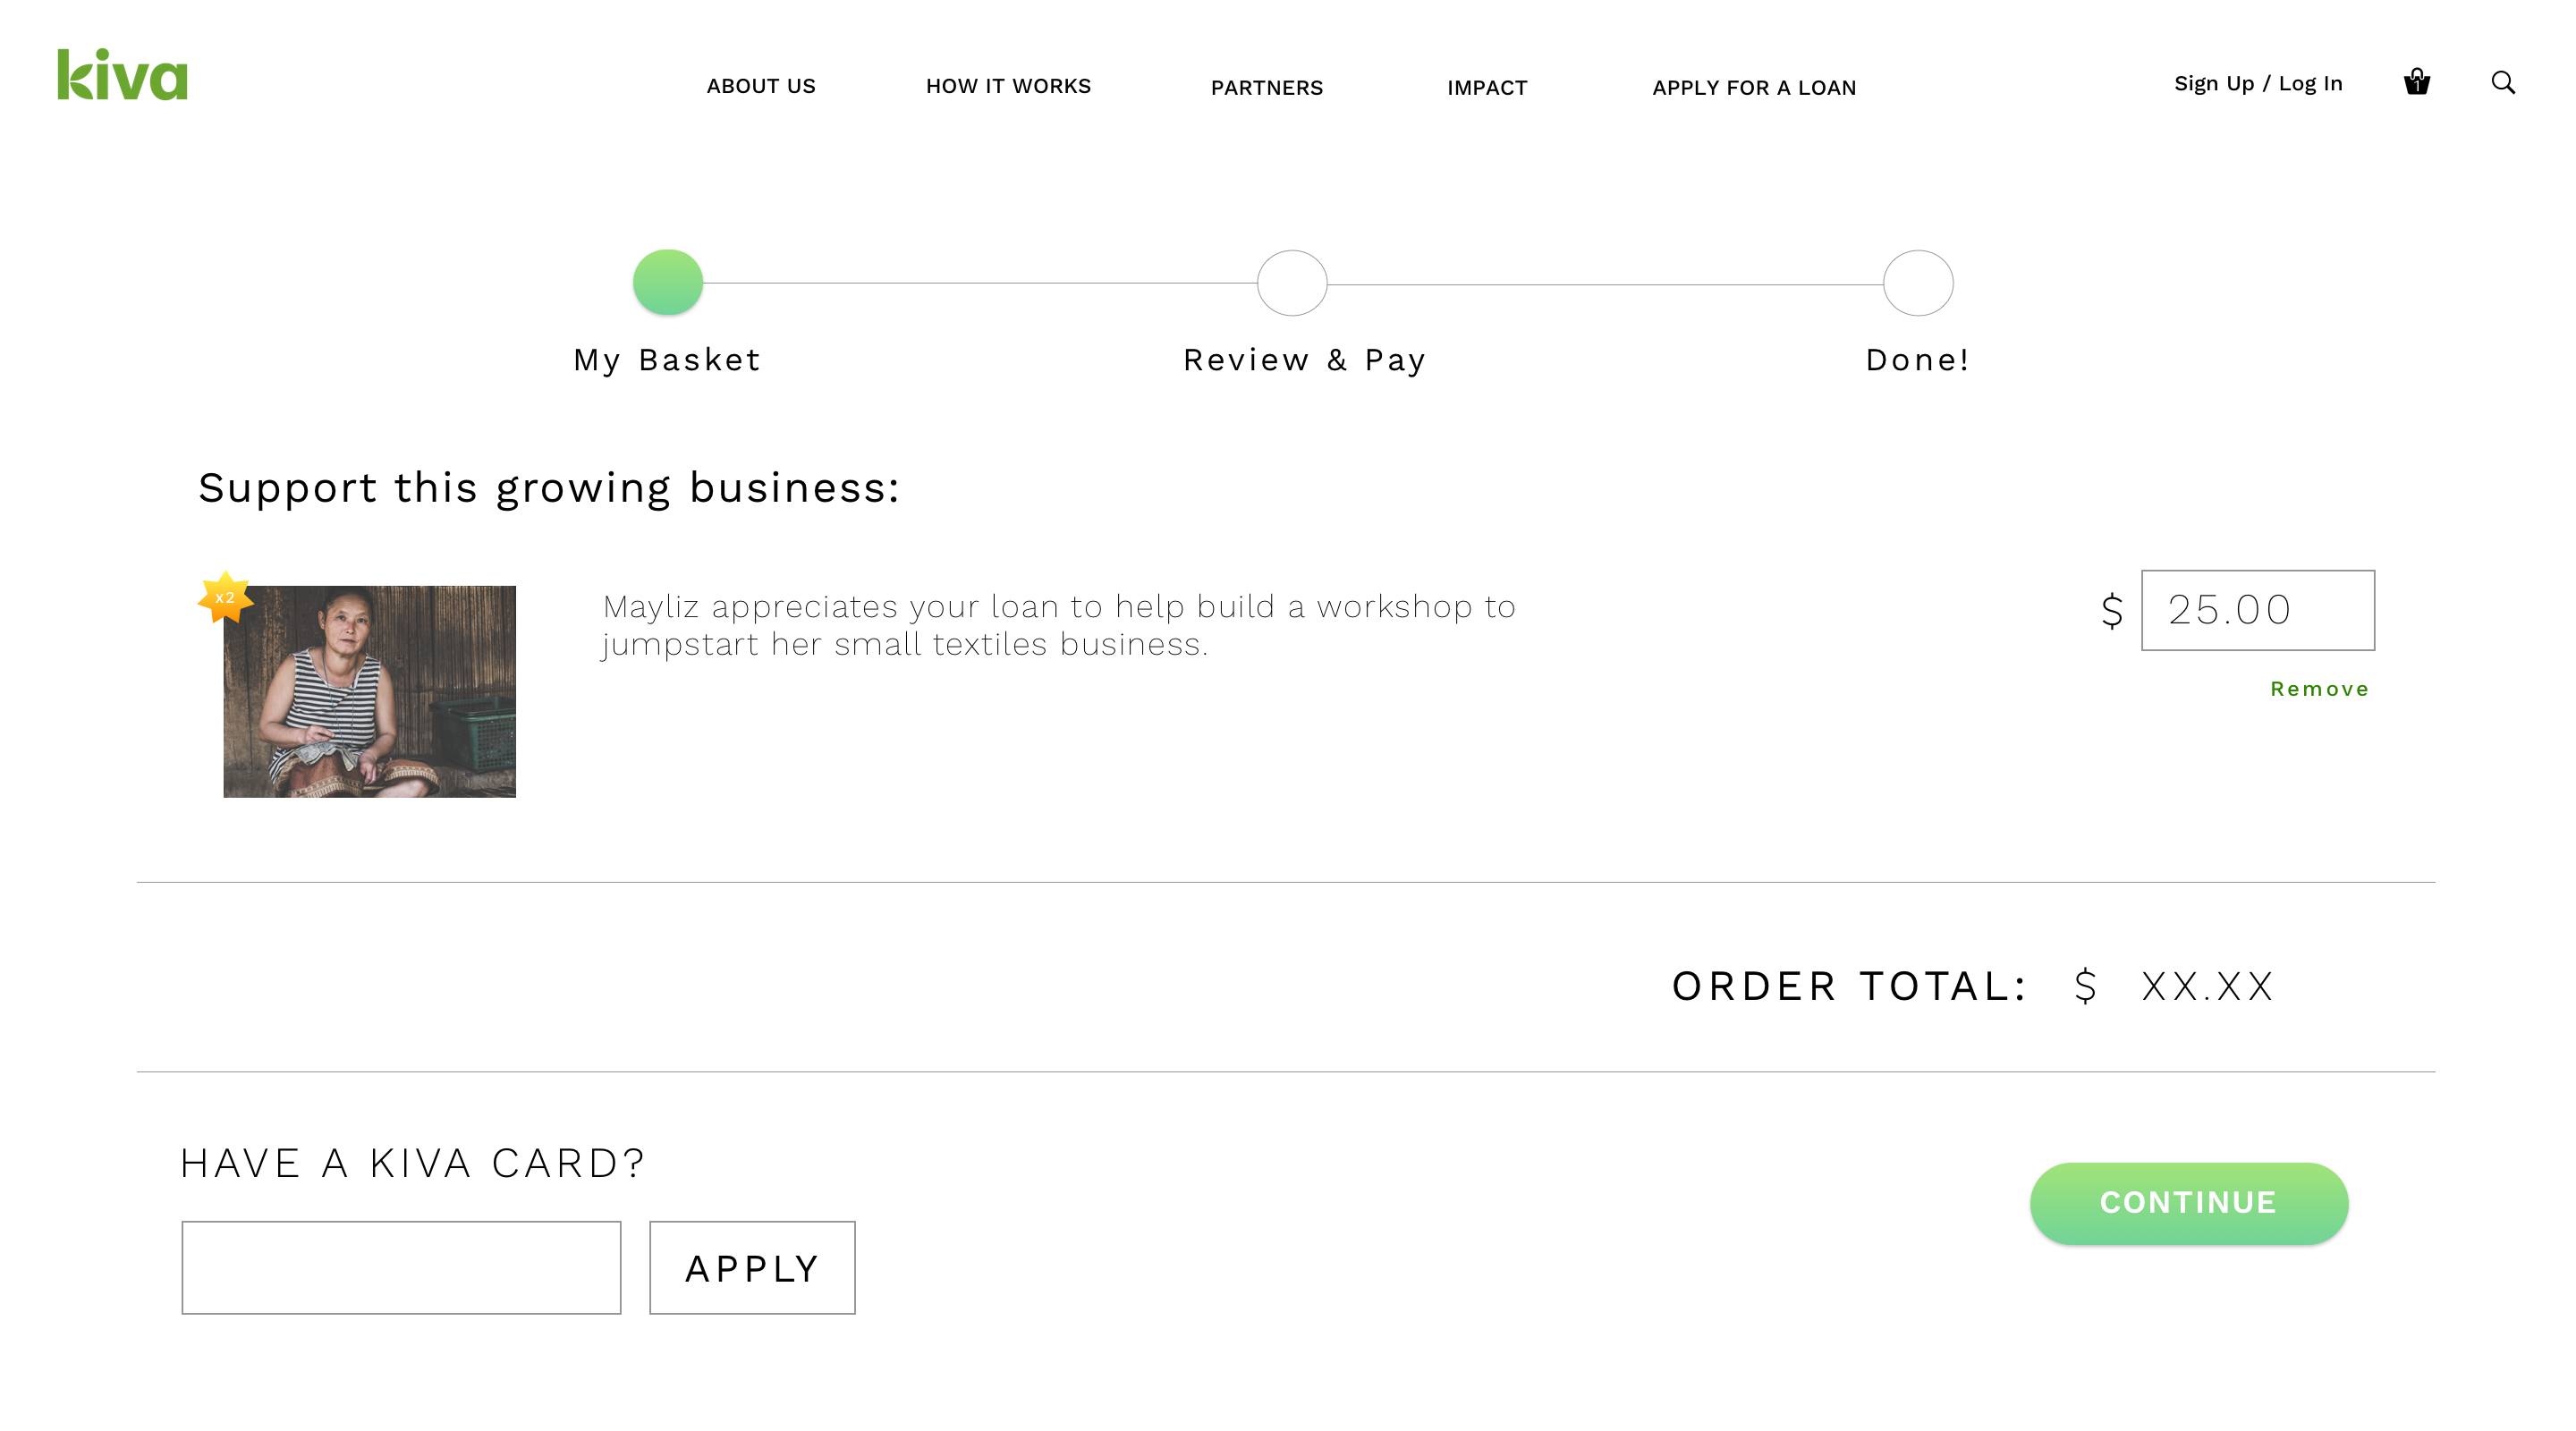 kiva
ABOUT US
HOW IT WORKS
PARTNERS
IMPACT
APPLY FOR A LOAN
Sign Up / Log In
1
My Basket
Review & Pay
Done!
Support this growing business:
x2
Mayliz appreciates your loan to help build a workshop to
jumpstart her small textiles business.
$ 25.00
Remove
ORDER TOTAL: $ XX.XX
HAVE A KIVA CARD?
APPLY
CONTINUE